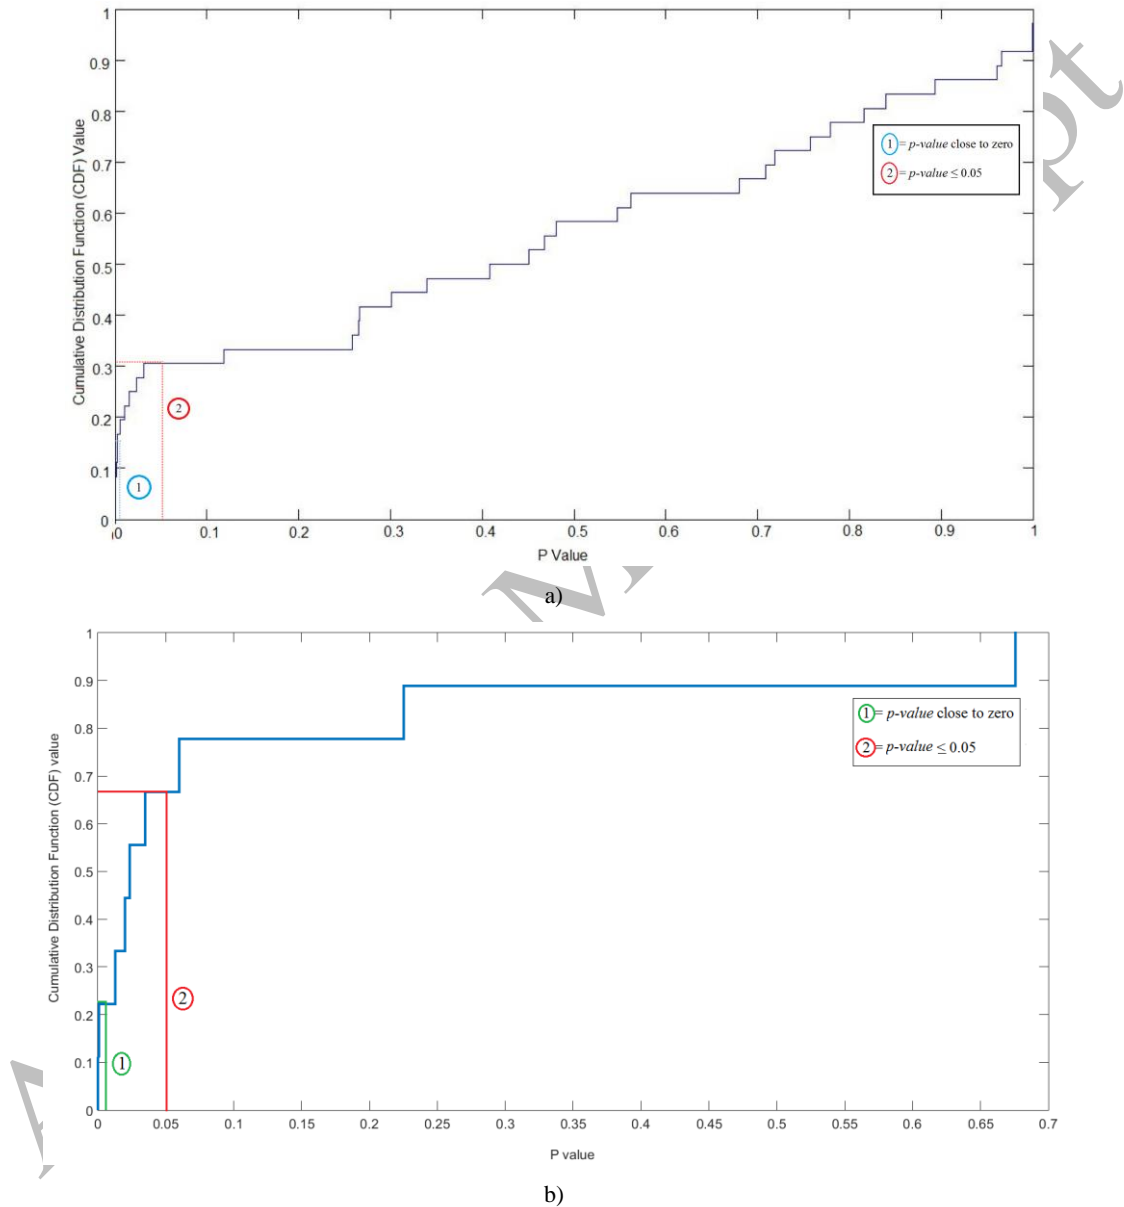 1
0.9
0.8
0.7
0.6
0.5
0.4
0.3
0.2
0.1
0
Cumulative Distribution Function (CDF) Value
1 = p-value close to zero
2 = p-value ≤ 0.05
2
1
0 0.1 0.2 0.3 0.4 0.5 0.6 0.7 0.8 0.9 1
P Value
a)
1
0.9
0.8
0.7
0.6
0.5
0.4
0.3
0.2
0.1
0
Cumulative Distribution Function (CDF) value
1 = p-value close to zero
2 = p-value ≤ 0.05
2
1
0 0.05 0.1 0.15 0.2 0.25 0.3 0.35 0.4 0.45 0.5 0.55 0.6 0.65 0.7
P value
b)